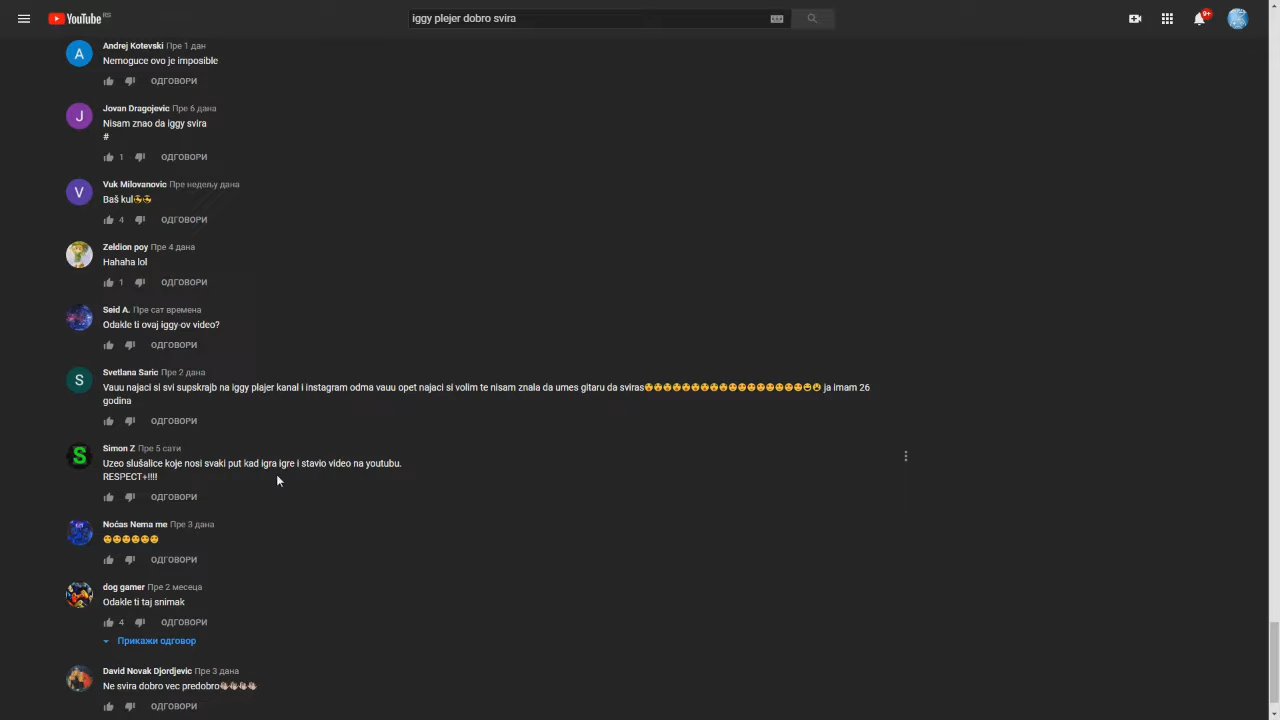 YouTube RS
iggy plejer dobro svira
9+
A
Andrej Kotevski Пре 1 дан
Nemoguce ovo je imposible
ОДГОВОРИ
J
Jovan Dragojevic Пре 6 дана
Nisam znao da iggy svira
#
1 ОДГОВОРИ
V
Vuk Milovanovic Пре недељу дана
Baš kul
4 ОДГОВОРИ
Zeldion poy Пре 4 дана
Hahaha lol
1 ОДГОВОРИ
Seid A. Пре сат времена
Odakle ti ovaj iggy-ov video?
ОДГОВОРИ
S
Svetlana Saric Пре 2 дана
Vauu najaci si svi supskrajb na iggy plajer kanal i instagram odma vauu opet najaci si volim te nisam znala da umes gitaru da sviras😲😲😲😲😲😲😲😲😲😍😍😍😍😍😍😍😍😄😭 ja imam 26
godina
ОДГОВОРИ
S
Simon Z Пре 5 сати
Uzeo slušalice koje nosi svaki put kad igra igre i stavio video na youtubu.
RESPECT+!!!!
ОДГОВОРИ
Noćas Nema me Пре 3 дана
ОДГОВОРИ
dog gamer Пре 2 месеца
Odakle ti taj snimak
4 ОДГОВОРИ
Прикажи одговор
David Novak Djordjevic Пре 3 дана
Ne svira dobro vec predobro👏👏👏👏
ОДГОВОРИ